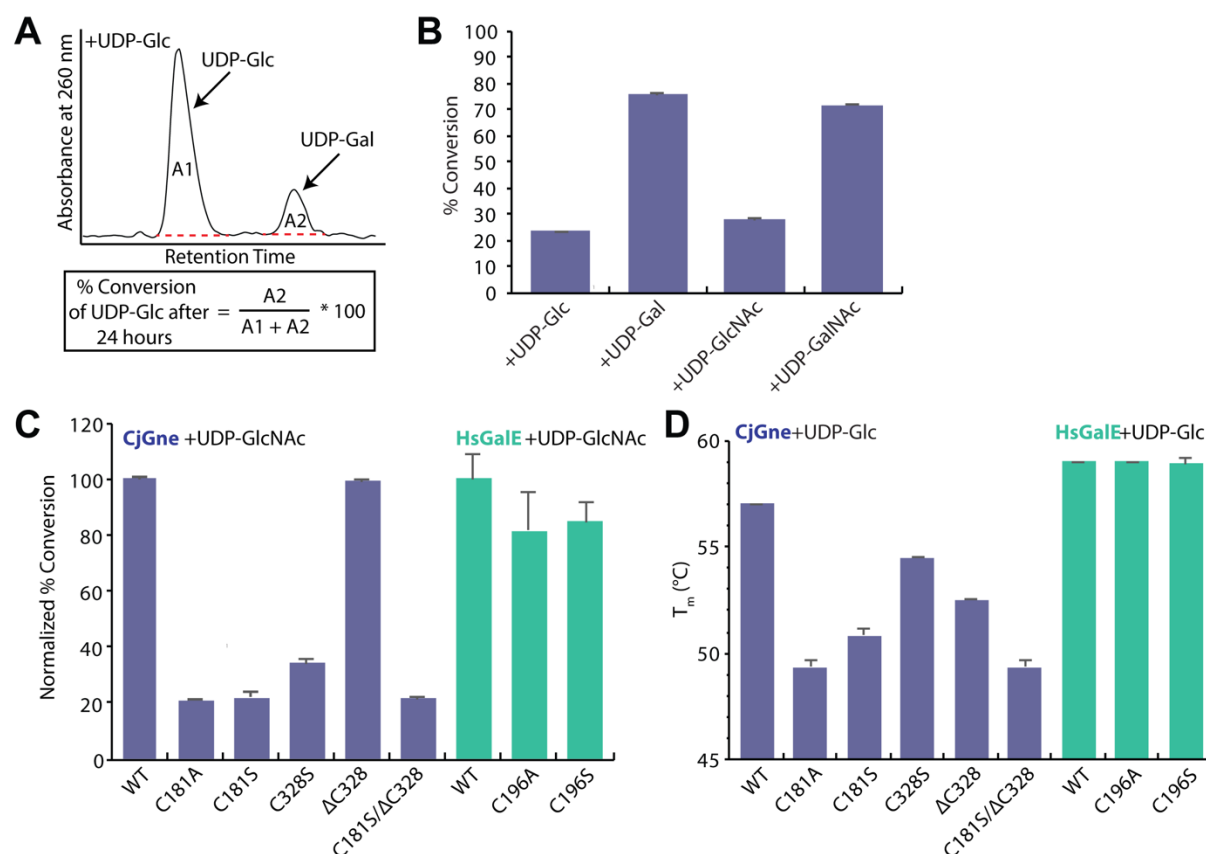 A
+UDP-Glc
UDP-Glc
UDP-Gal
A1
A2
Absorbance at 260 nm
Retention Time
% Conversion
of UDP-Glc after
24 hours
=
A2
A1 + A2
* 100
B
% Conversion
100
90
80
70
60
50
40
30
20
10
0
+UDP-Glc
+UDP-Gal
+UDP-GlcNAc
+UDP-GalNAc
C
CjGne +UDP-GlcNAc
HsGalE +UDP-GlcNAc
Normalized % Conversion
120
100
80
60
40
20
0
WT
C181A
C181S
C328S
ΔC328
C181S/ΔC328
WT
C196A
C196S
D
CjGne+UDP-Glc
HsGalE+UDP-Glc
Tm (°C)
60
55
50
45
WT
C181A
C181S
C328S
ΔC328
C181S/ΔC328
WT
C196A
C196S